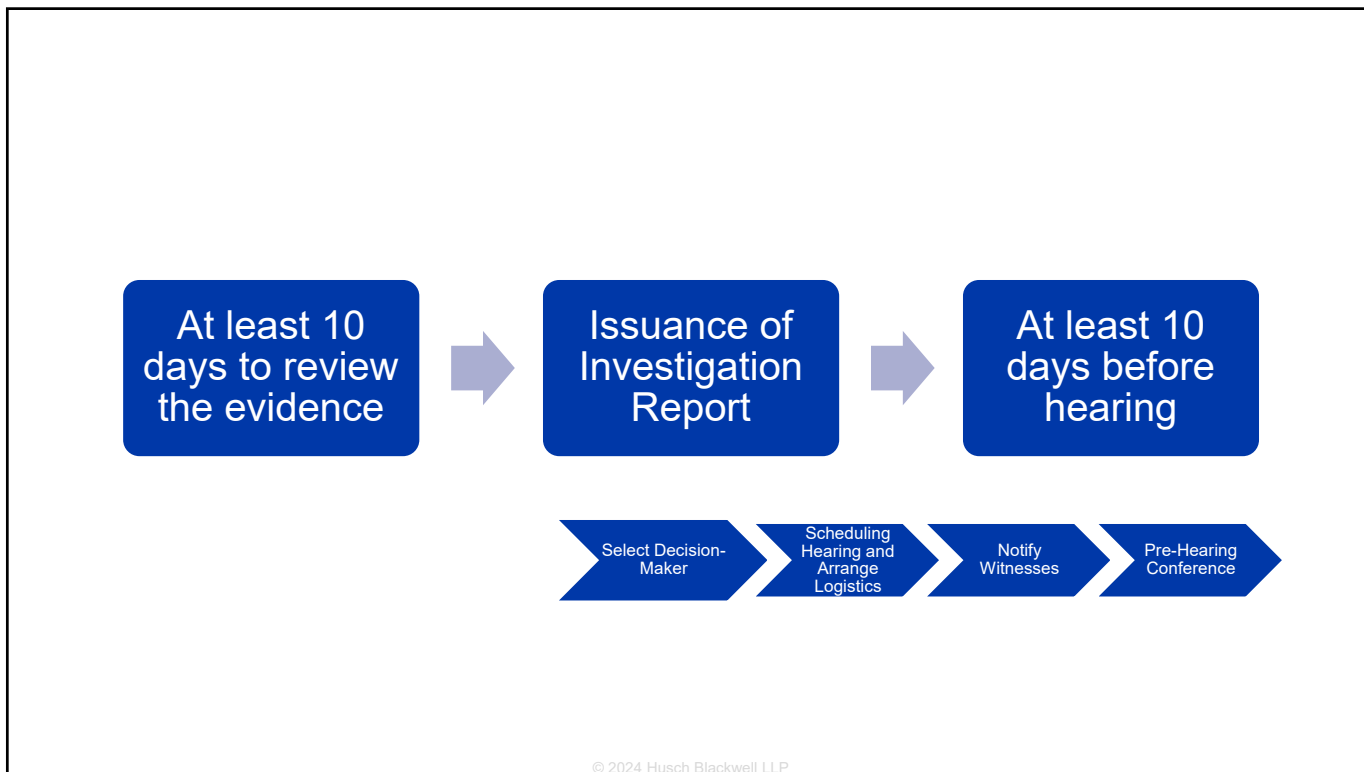 At least 10
days to review
the evidence
Issuance of
Investigation
Report
At least 10
days before
hearing
Select Decision-
Maker
Scheduling
Hearing and
Arrange
Logistics
Notify
Witnesses
Pre-Hearing
Conference
© 2024 Husch Blackwell LLP